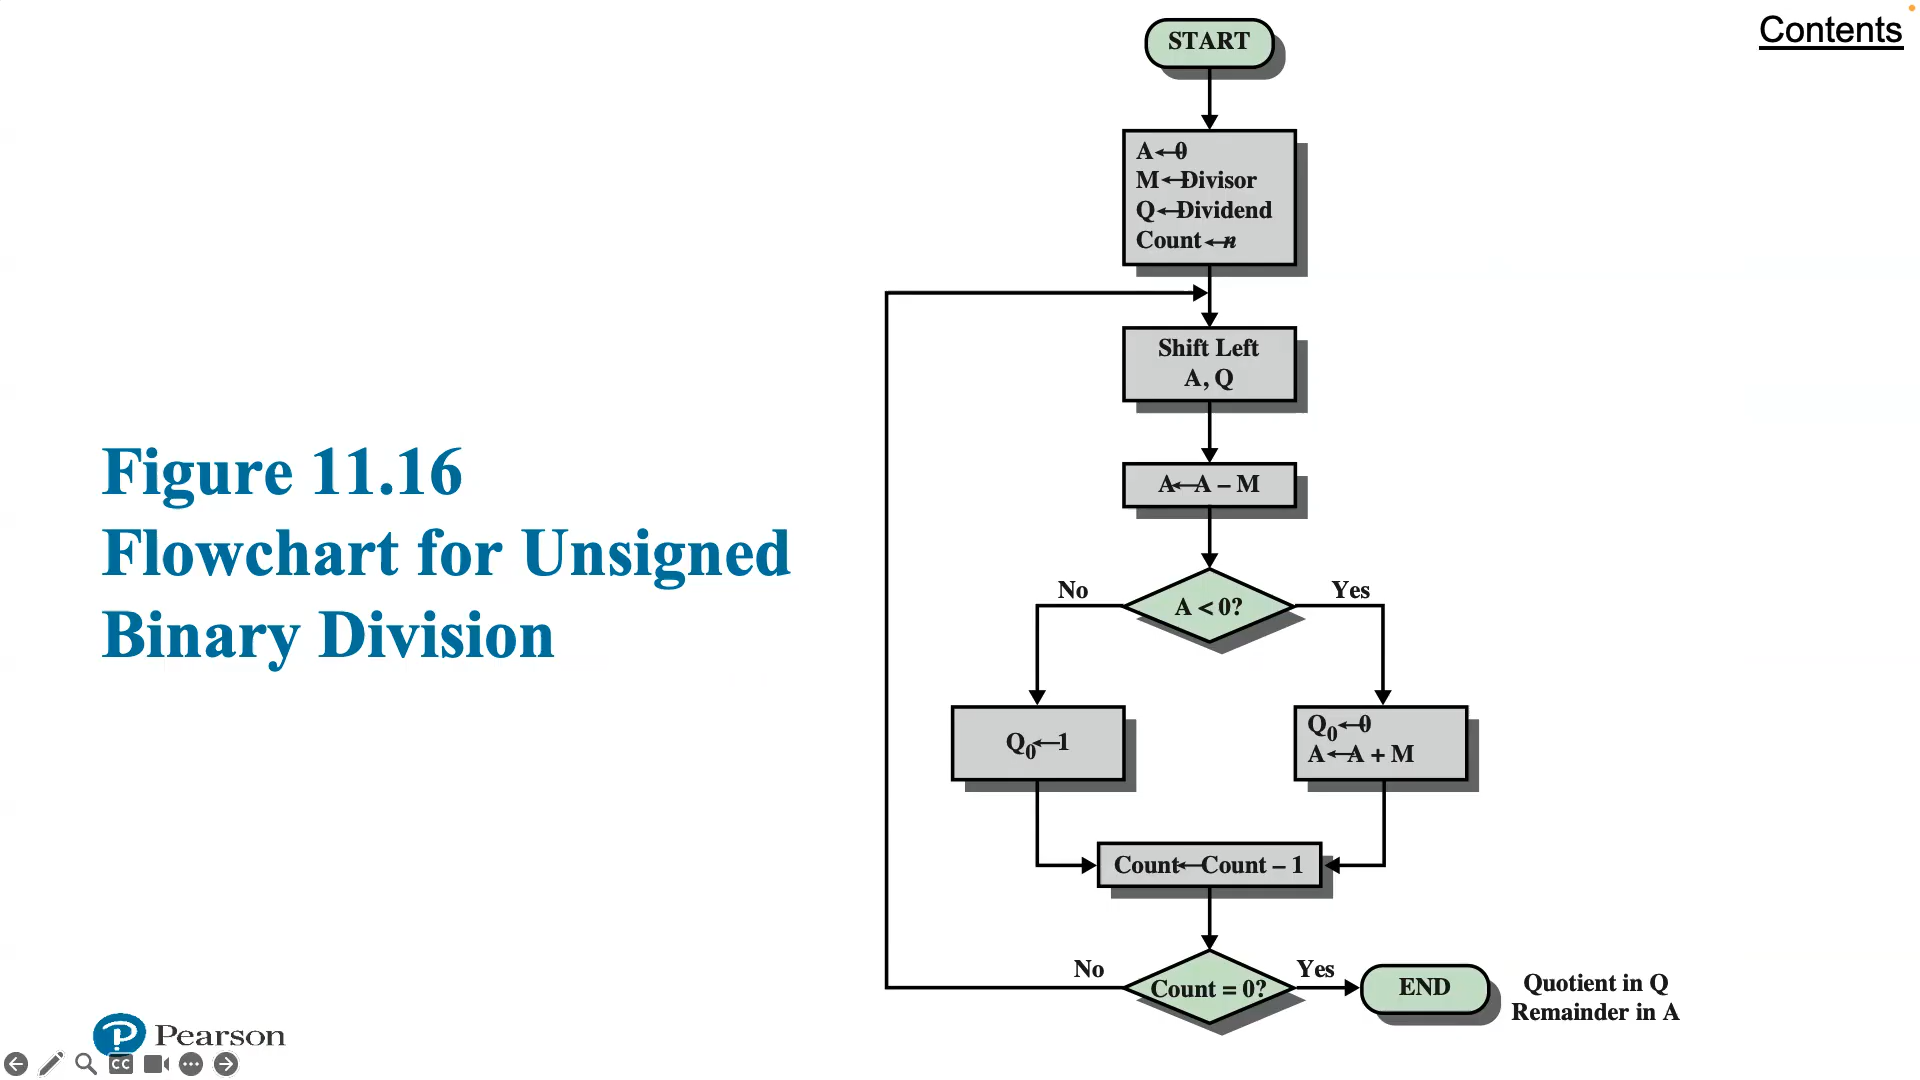 Contents
START
A←0
M←Divisor
Q←Dividend
Count←n
Shift Left
A, Q
A←A – M
No
A < 0?
Yes
Q0←1
Q0←0
A←A + M
Count←Count – 1
No
Count = 0?
Yes
END
Quotient in Q
Remainder in A
Figure 11.16
Flowchart for Unsigned
Binary Division
P Pearson
CC